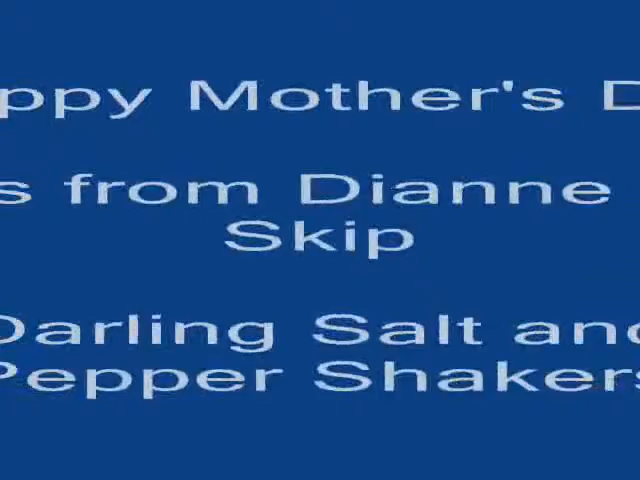 ppy Mother's D
s from Dianne
Skip
Darling Salt and
Pepper Shakers